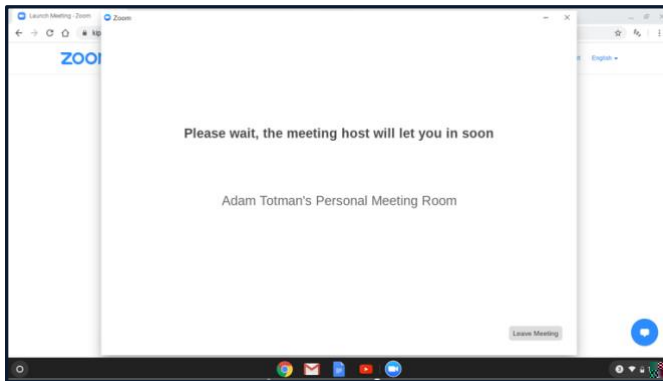 Launch Meeting - Zoom
Zoom
English
Please wait, the meeting host will let you in soon
Adam Totman's Personal Meeting Room
Leave Meeting